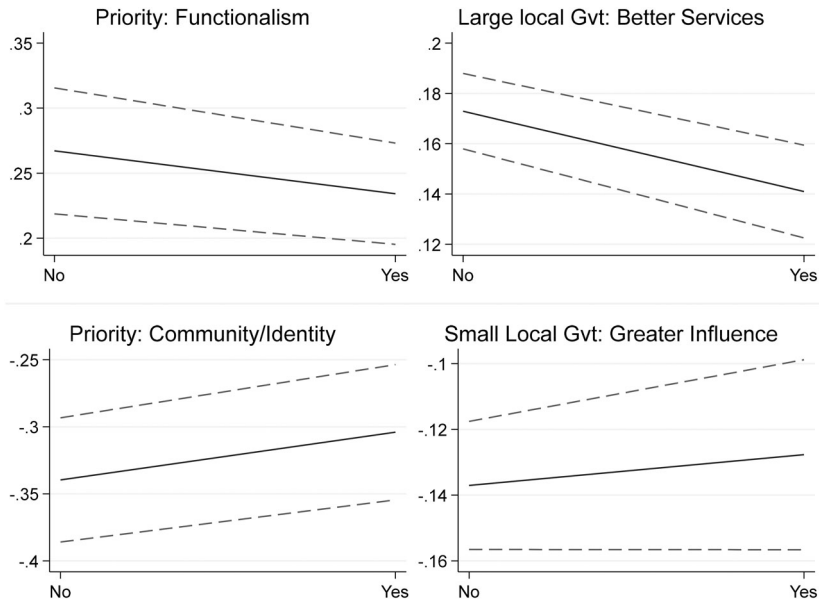 Priority: Functionalism
.35
.3
.25
.2
No Yes
Large local Gvt: Better Services
.2
.18
.16
.14
.12
No Yes
Priority: Community/Identity
-.25
-.3
-.35
-.4
No Yes
Small Local Gvt: Greater Influence
-.1
-.12
-.14
-.16
No Yes